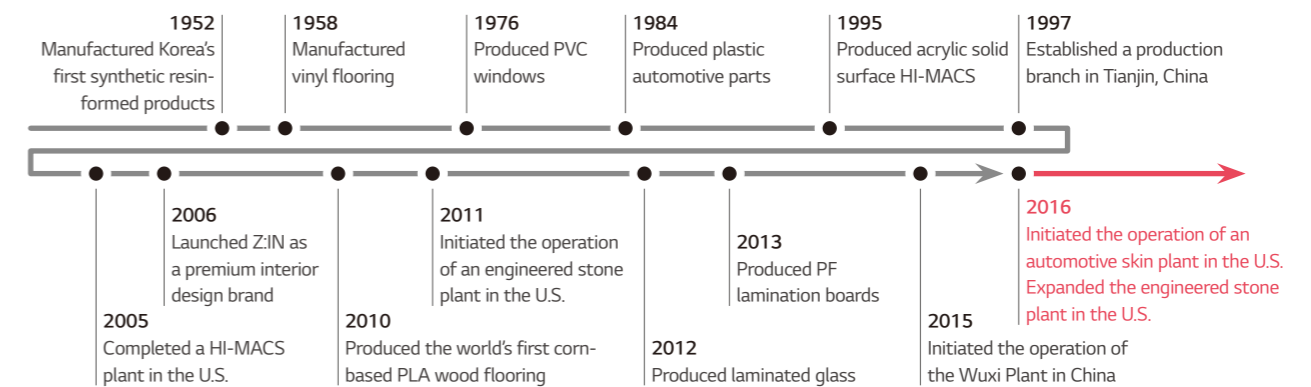 1952
Manufactured Korea's
first synthetic resin-
formed products
1958
Manufactured
vinyl flooring
1976
Produced PVC
windows
1984
Produced plastic
automotive parts
1995
Produced acrylic solid
surface HI-MACS
1997
Established a production
branch in Tianjin, China
2005
Completed a HI-MACS
plant in the U.S.
2006
Launched Z:IN as
a premium interior
design brand
2010
Produced the world's first corn-
based PLA wood flooring
2011
Initiated the operation
of an engineered stone
plant in the U.S.
2012
Produced laminated glass
2013
Produced PF
lamination boards
2015
Initiated the operation of
the Wuxi Plant in China
2016
Initiated the operation of an
automotive skin plant in the U.S.
Expanded the engineered stone
plant in the U.S.